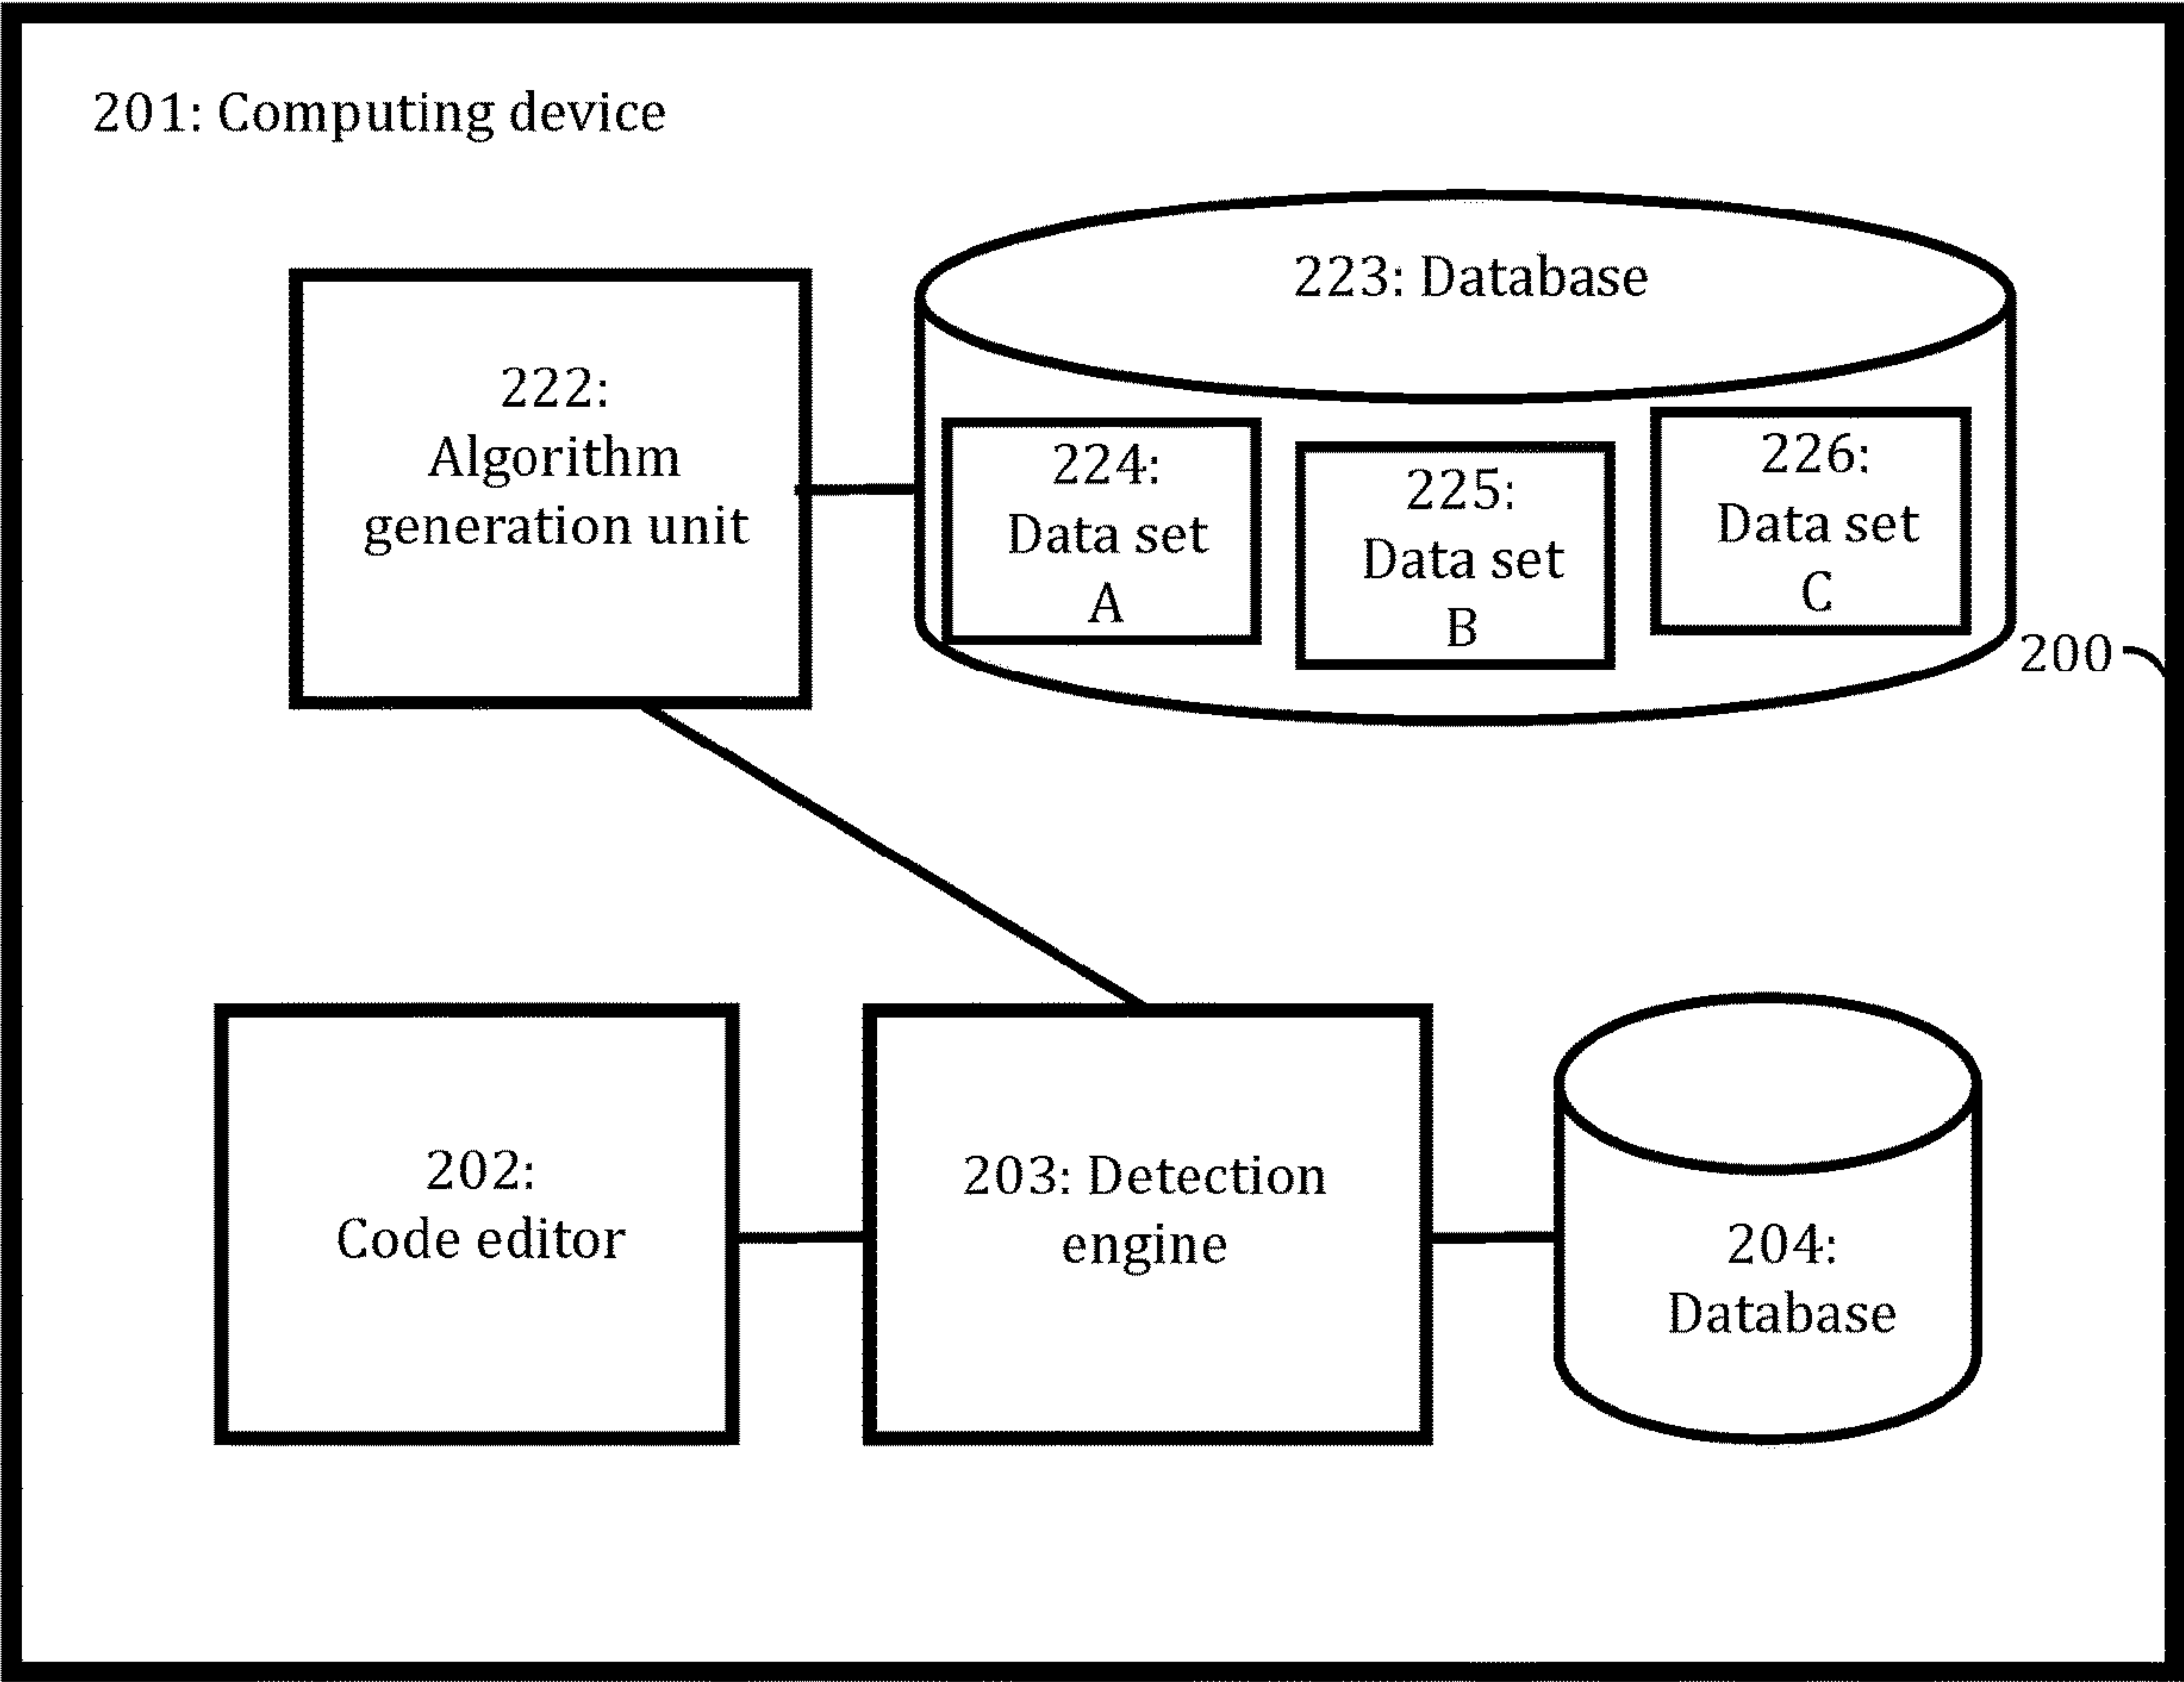 201: Computing device
223: Database
222:
Algorithm
generation unit
224:
Data set
A
225:
Data set
B
226:
Data set
C
200
202:
Code editor
203: Detection
engine
204:
Database